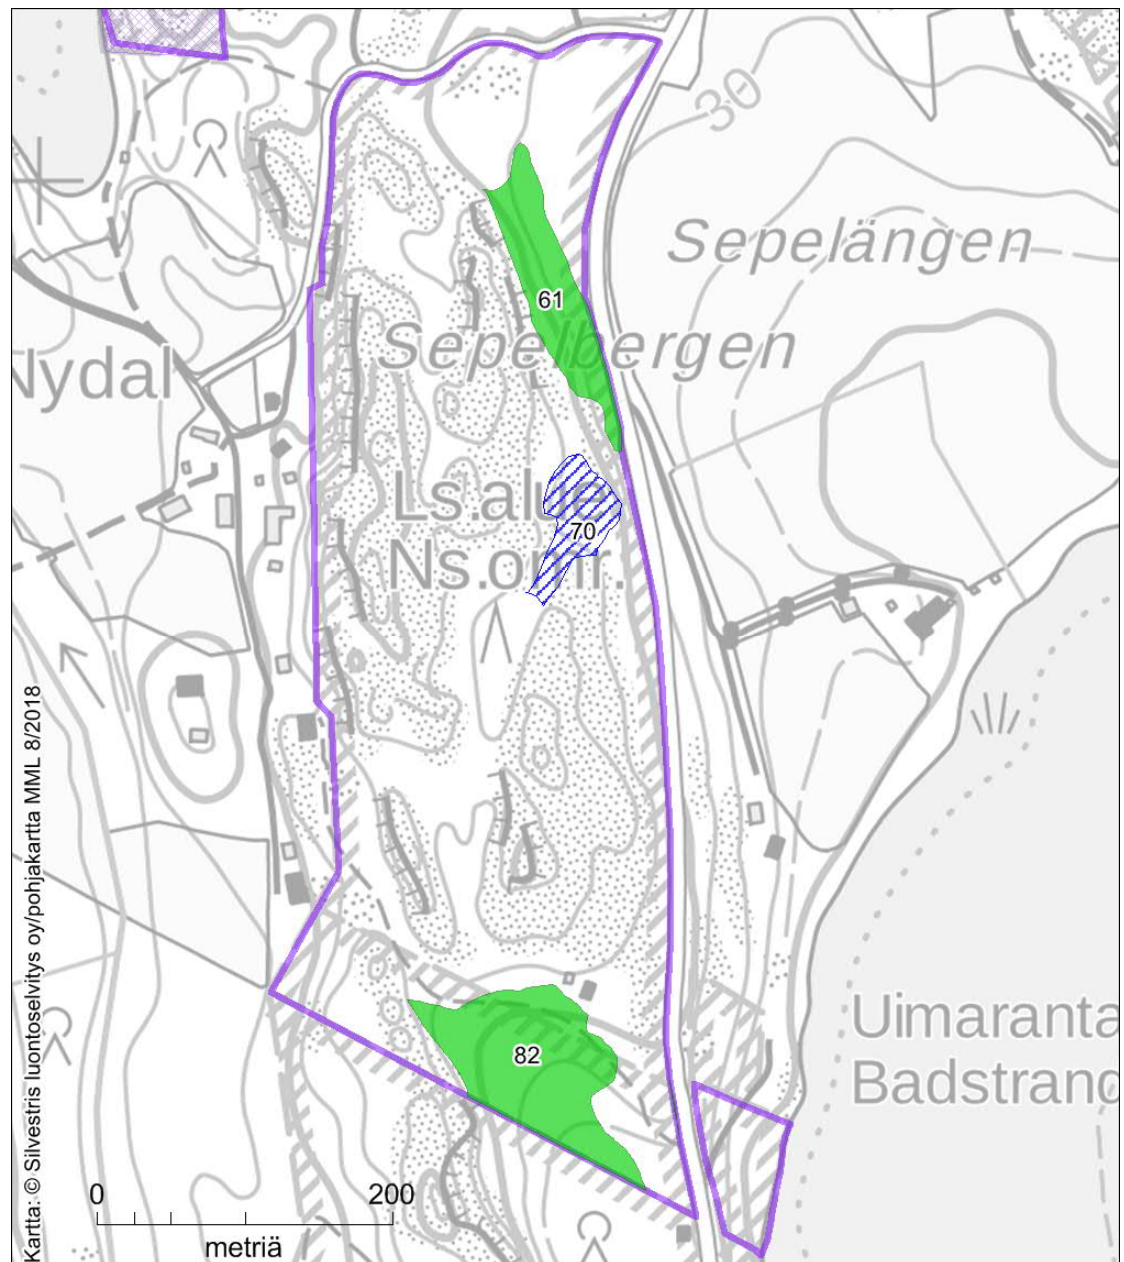 30
Sepelängen
61
Sepelbergen
Nydal
Ls.alue
70
Ns.omr.
Uimaranta
Badstrand
82
0 200
metriä
Kartta: © Silvestris luontoselvitys oy/pohjakartta MML 8/2018